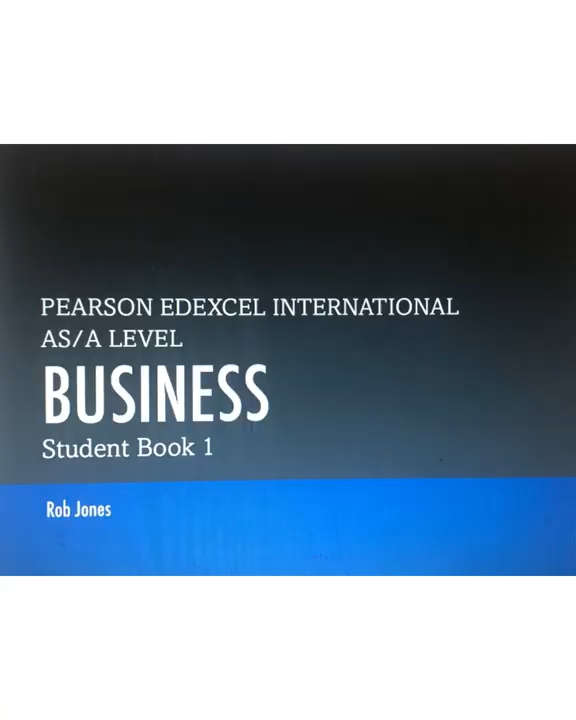 PEARSON EDEXCEL INTERNATIONAL
AS/A LEVEL
BUSINESS
Student Book 1
Rob Jones